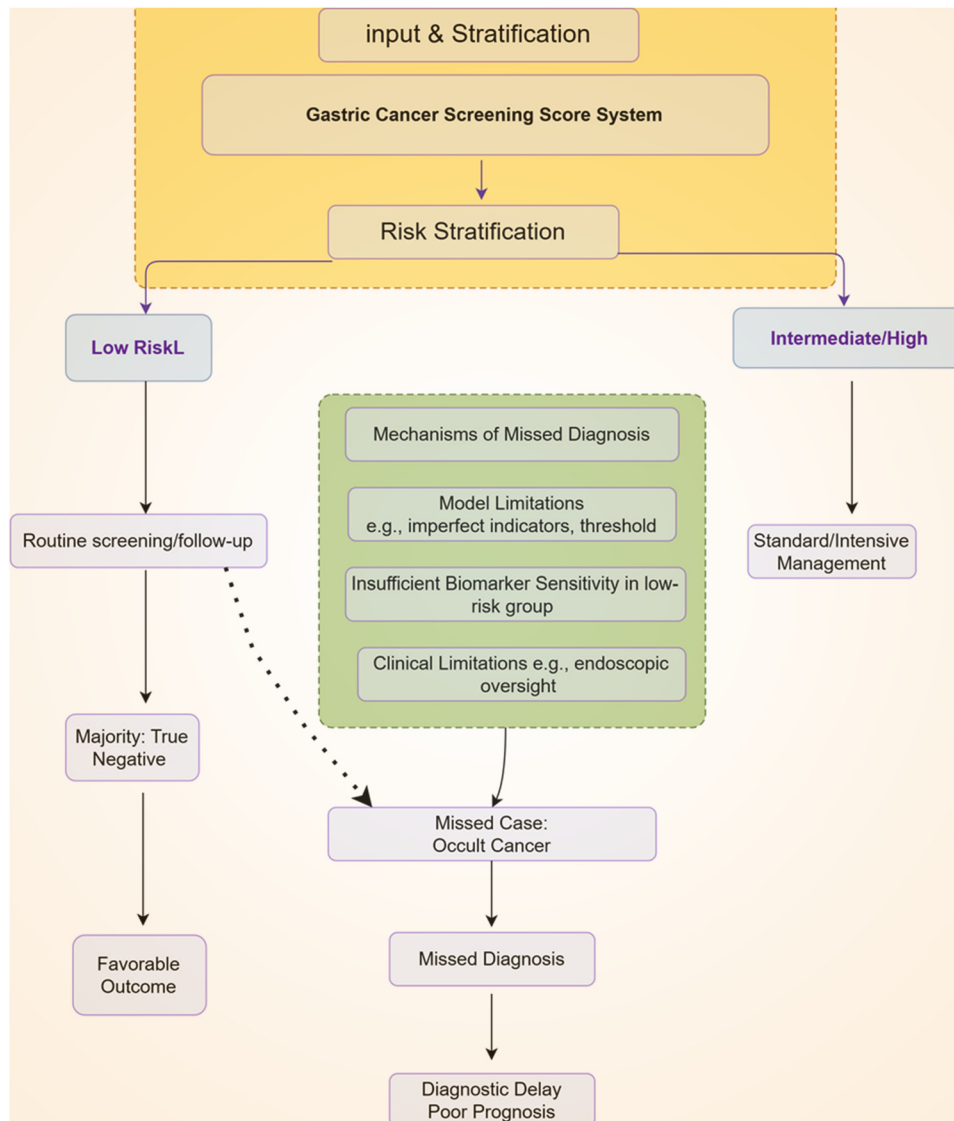 input & Stratification
Gastric Cancer Screening Score System
Risk Stratification
Low RiskL
Intermediate/High
Mechanisms of Missed Diagnosis
Model Limitations
e.g., imperfect indicators, threshold
Routine screening/follow-up
Standard/Intensive
Management
Insufficient Biomarker Sensitivity in low-
risk group
Clinical Limitations e.g., endoscopic
oversight
Majority: True
Negative
Missed Case:
Occult Cancer
Favorable
Outcome
Missed Diagnosis
Diagnostic Delay
Poor Prognosis